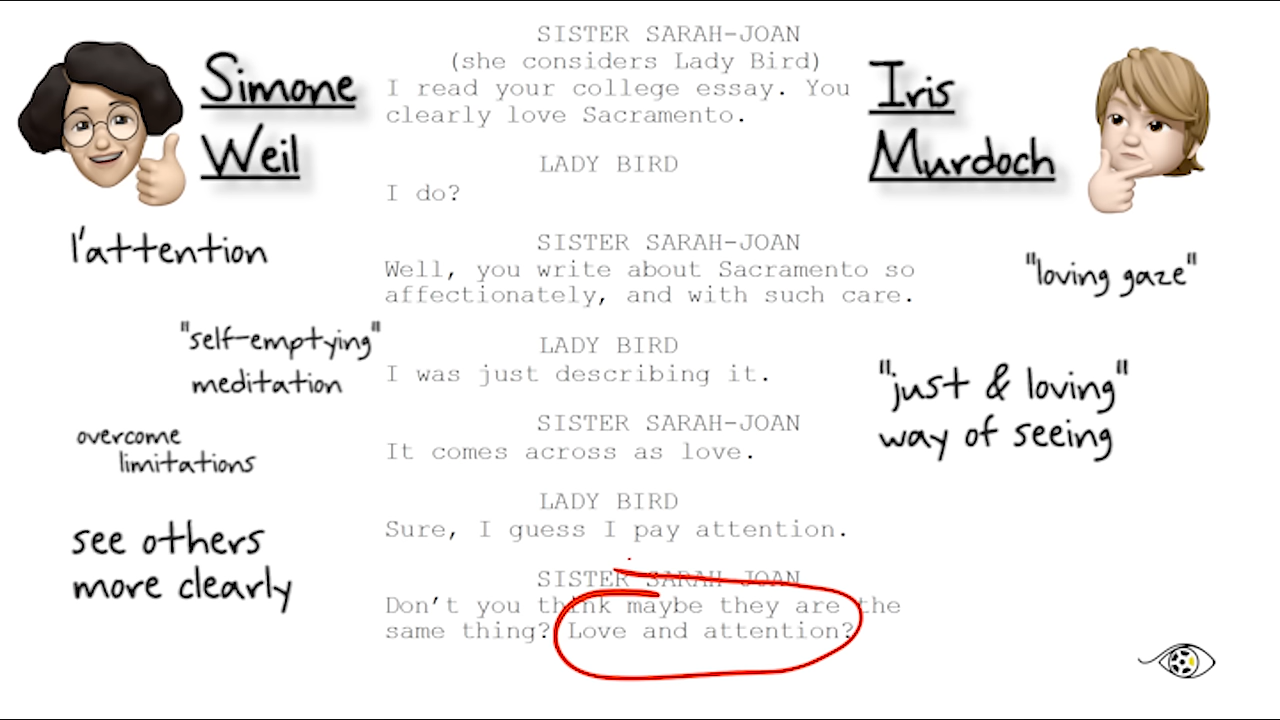 Simone
Weil
l'attention
"self-emptying"
meditation
overcome
limitations
see others
more clearly
SISTER SARAH-JOAN
(she considers Lady Bird)
I read your college essay. You
clearly love Sacramento.
LADY BIRD
I do?
SISTER SARAH-JOAN
Well, you write about Sacramento so
affectionately, and with such care.
LADY BIRD
I was just describing it.
SISTER SARAH-JOAN
It comes across as love.
LADY BIRD
Sure, I guess I pay attention.
SISTER SARAH-JOAN
Don't you think maybe they are the
same thing? Love and attention?
Iris
Murdoch
"loving gaze"
"just & loving"
way of seeing